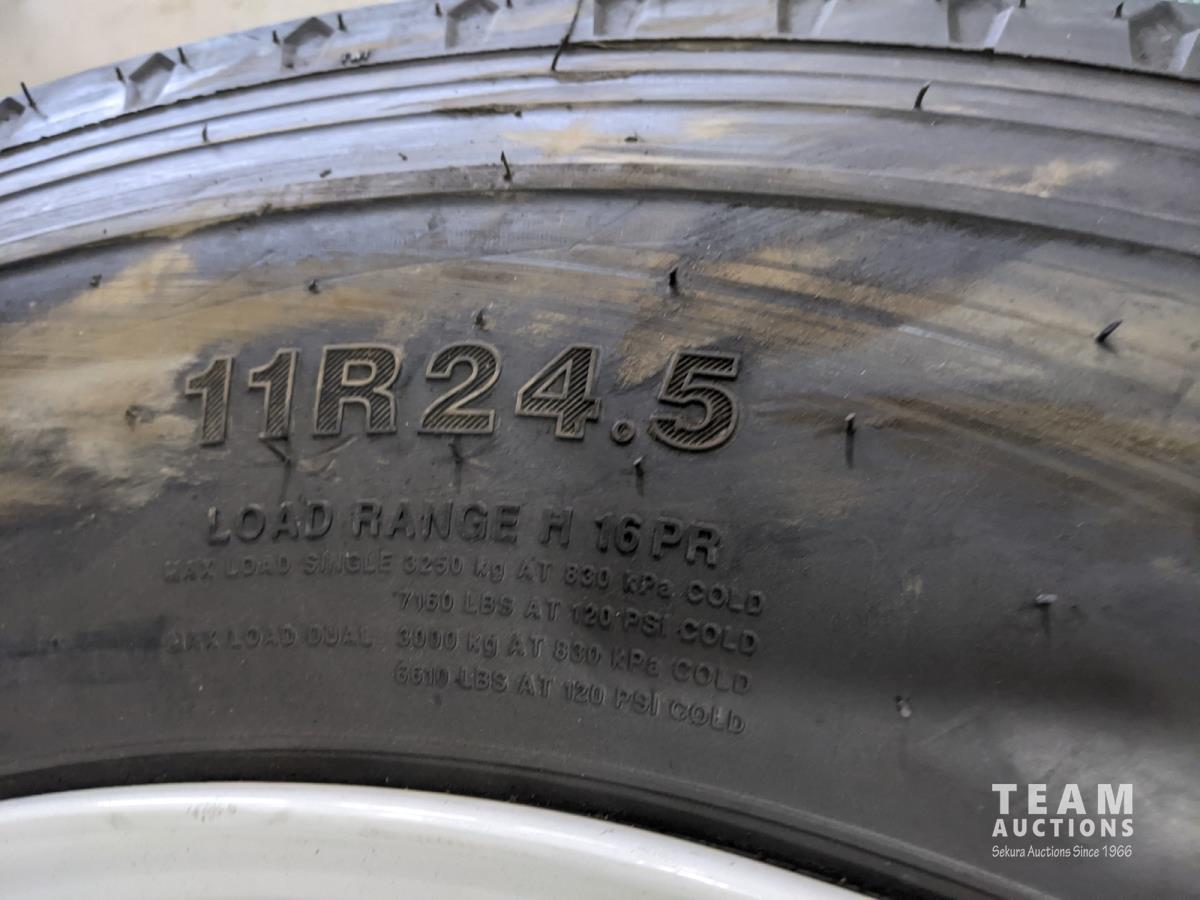 11R24.5
LOAD RANGE H 16PR
MAX LOAD SINGLE 3250 kg AT 830 kPa COLD
7160 LBS AT 120 PSI COLD
MAX LOAD DUAL 3000 kg AT 830 kPa COLD
6610 LBS AT 120 PSI COLD
TEAM
AUCTIONS
Sekura Auctions Since 1966